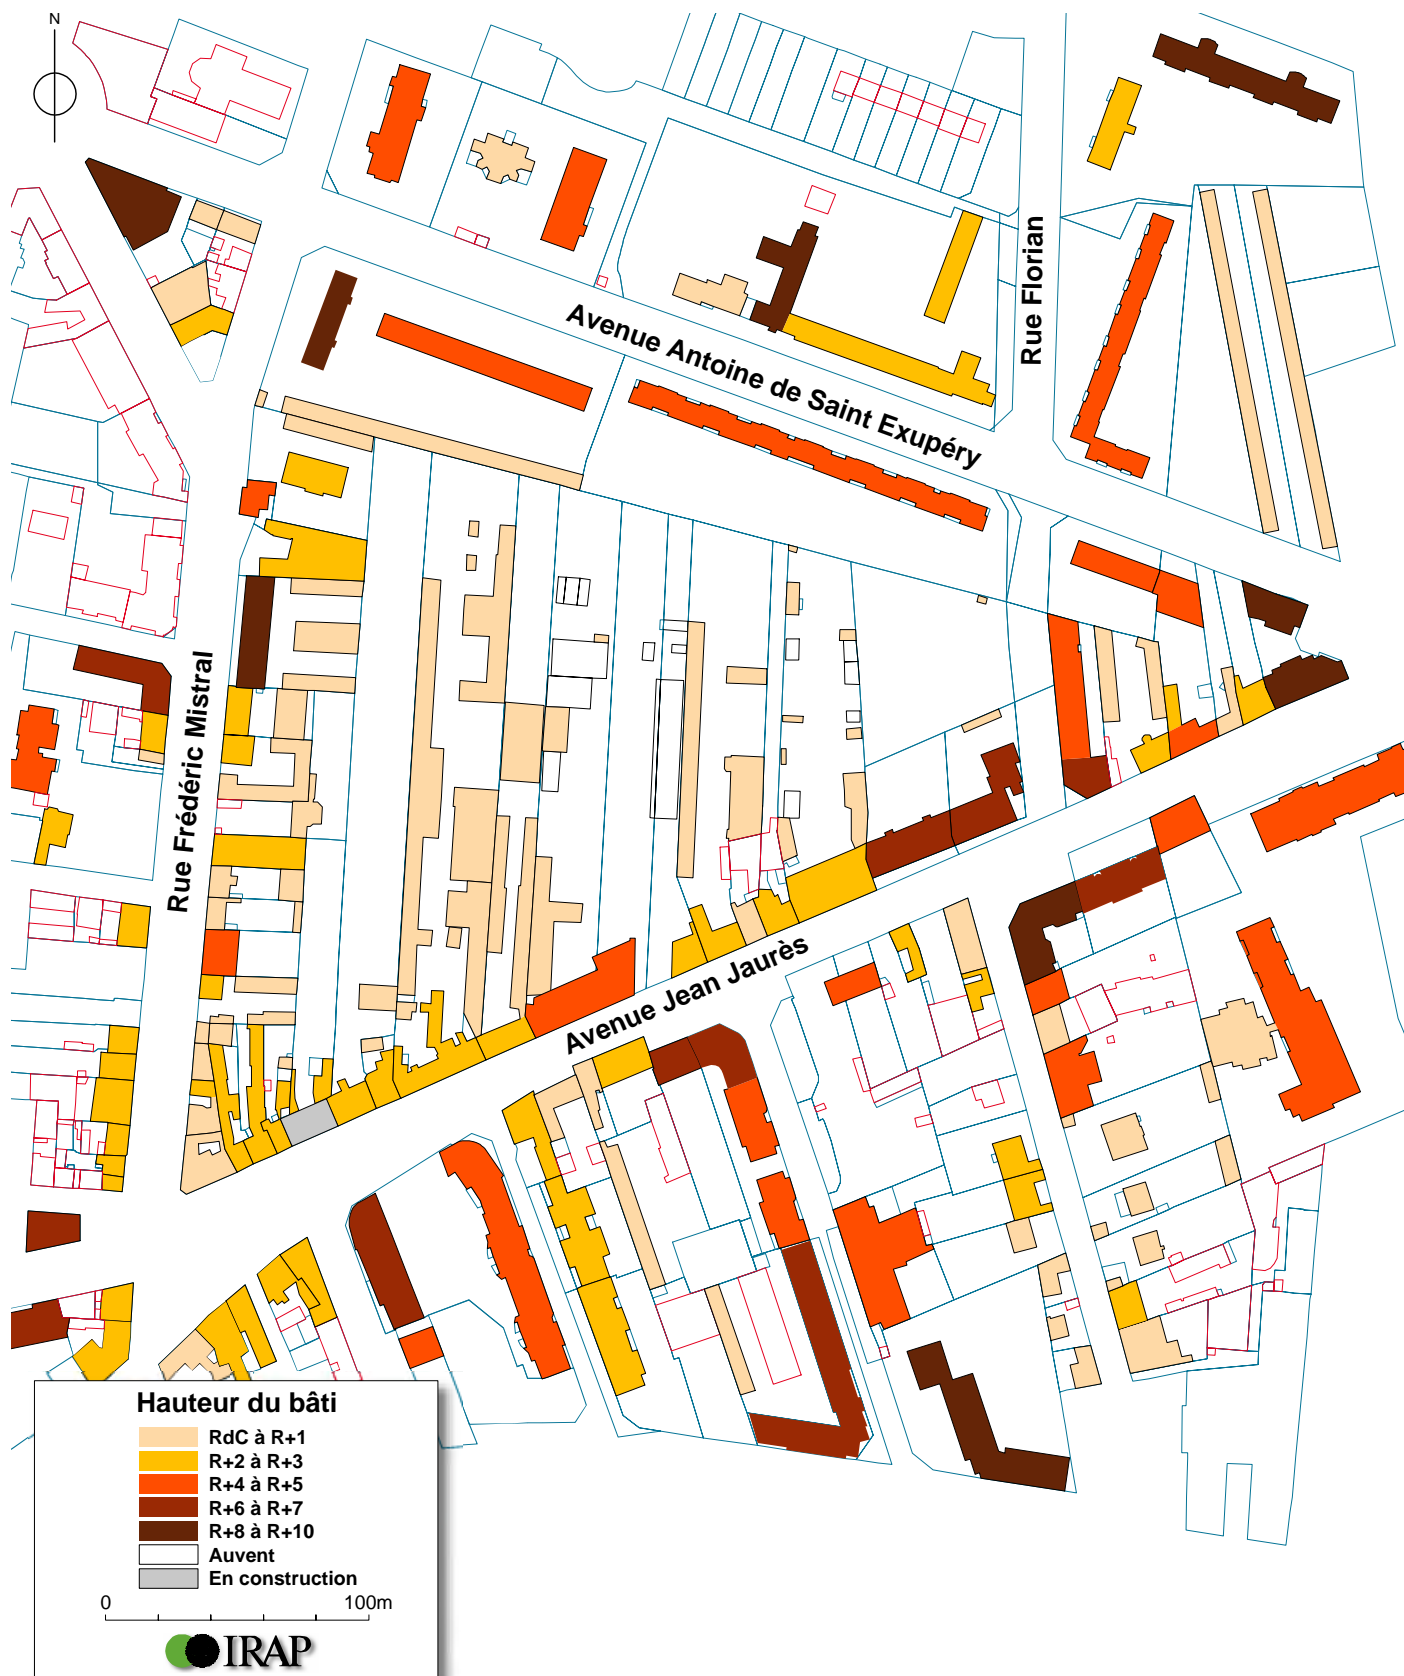 N
Avenue Antoine de Saint Exupéry
Rue Florian
Rue Frédéric Mistral
Avenue Jean Jaurès
Hauteur du bâti
RdC à R+1
R+2 à R+3
R+4 à R+5
R+6 à R+7
R+8 à R+10
Auvent
En construction
0 100m
IRAP